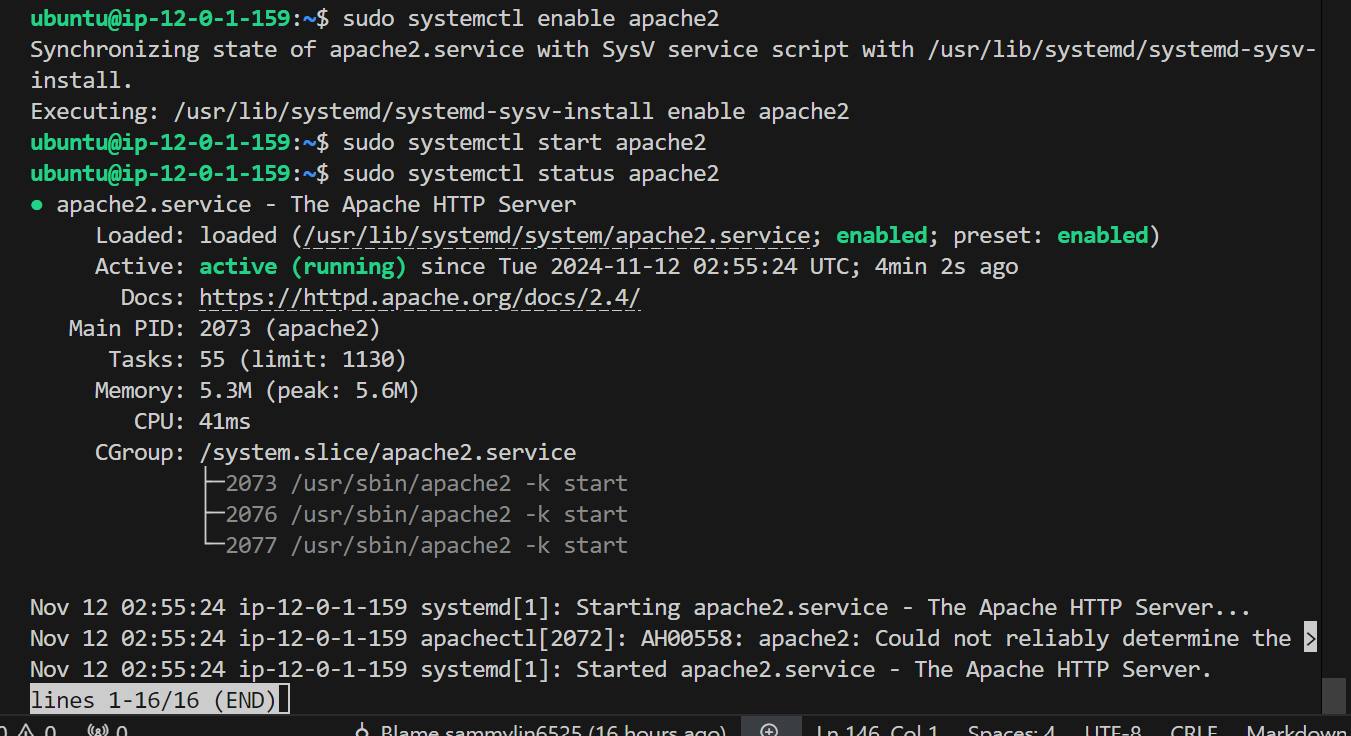 ubuntu@ip-12-0-1-159:~$ sudo systemctl enable apache2
Synchronizing state of apache2.service with SysV service script with /usr/lib/systemd/systemd-sysv-
install.
Executing: /usr/lib/systemd/systemd-sysv-install enable apache2
ubuntu@ip-12-0-1-159:~$ sudo systemctl start apache2
ubuntu@ip-12-0-1-159:~$ sudo systemctl status apache2
● apache2.service - The Apache HTTP Server
Loaded: loaded (/usr/lib/systemd/system/apache2.service; enabled; preset: enabled)
Active: active (running) since Tue 2024-11-12 02:55:24 UTC; 4min 2s ago
Docs: https://httpd.apache.org/docs/2.4/
Main PID: 2073 (apache2)
Tasks: 55 (limit: 1130)
Memory: 5.3M (peak: 5.6M)
CPU: 41ms
CGroup: /system.slice/apache2.service
├─2073 /usr/sbin/apache2 -k start
├─2076 /usr/sbin/apache2 -k start
└─2077 /usr/sbin/apache2 -k start
Nov 12 02:55:24 ip-12-0-1-159 systemd[1]: Starting apache2.service - The Apache HTTP Server...
Nov 12 02:55:24 ip-12-0-1-159 apachectl[2072]: AH00558: apache2: Could not reliably determine the >
Nov 12 02:55:24 ip-12-0-1-159 systemd[1]: Started apache2.service - The Apache HTTP Server.
lines 1-16/16 (END)
0 0 0 Blame sammylin6525 (16 hours ago) Ln 146, Col 1 Spaces: 4 UTF-8 CRLF Markdown